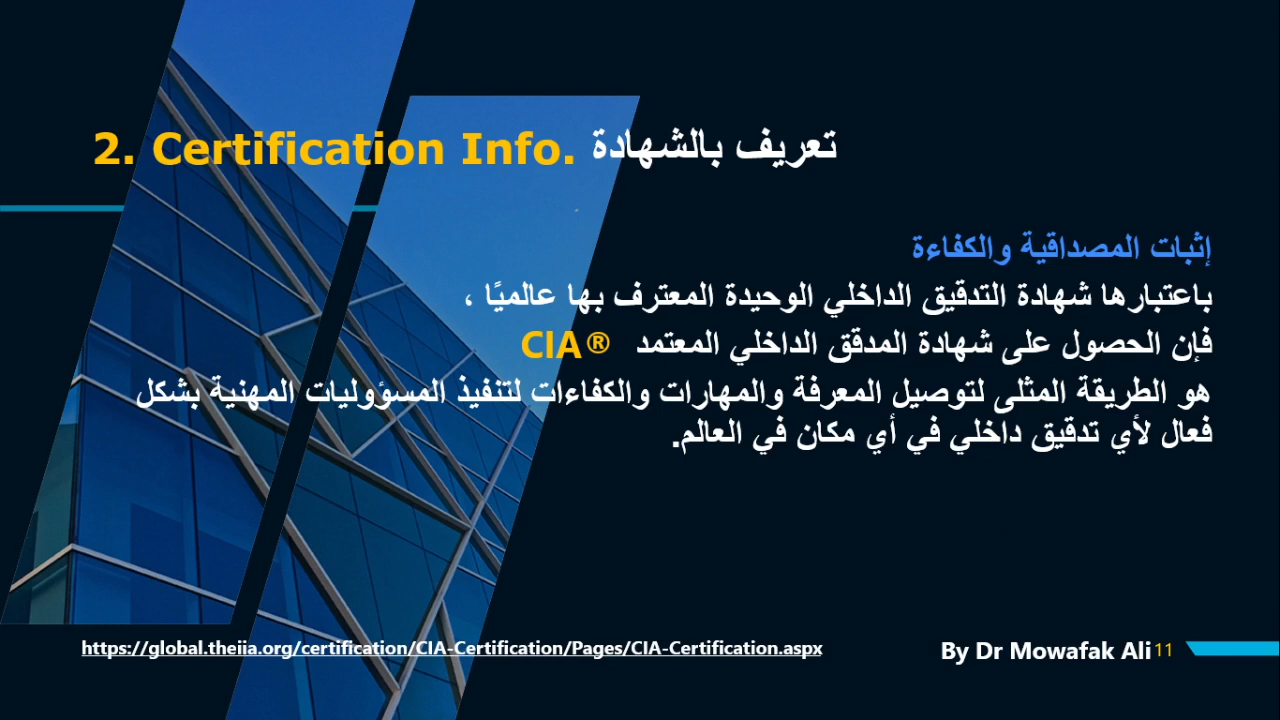 2. Certification Info. تعريف بالشهادة
إثبات المصداقية والكفاءة
باعتبارها شهادة التدقيق الداخلي الوحيدة المعترف بها عالميًا ،
فإن الحصول على شهادة المدقق الداخلي المعتمد CIA®
هو الطريقة المثلى لتوصيل المعرفة والمهارات والكفاءات لتنفيذ المسؤوليات المهنية بشكل
فعال لأي تدقيق داخلي في أي مكان في العالم.
https://global.theiia.org/certification/CIA-Certification/Pages/CIA-Certification.aspx
By Dr Mowafak Ali 11